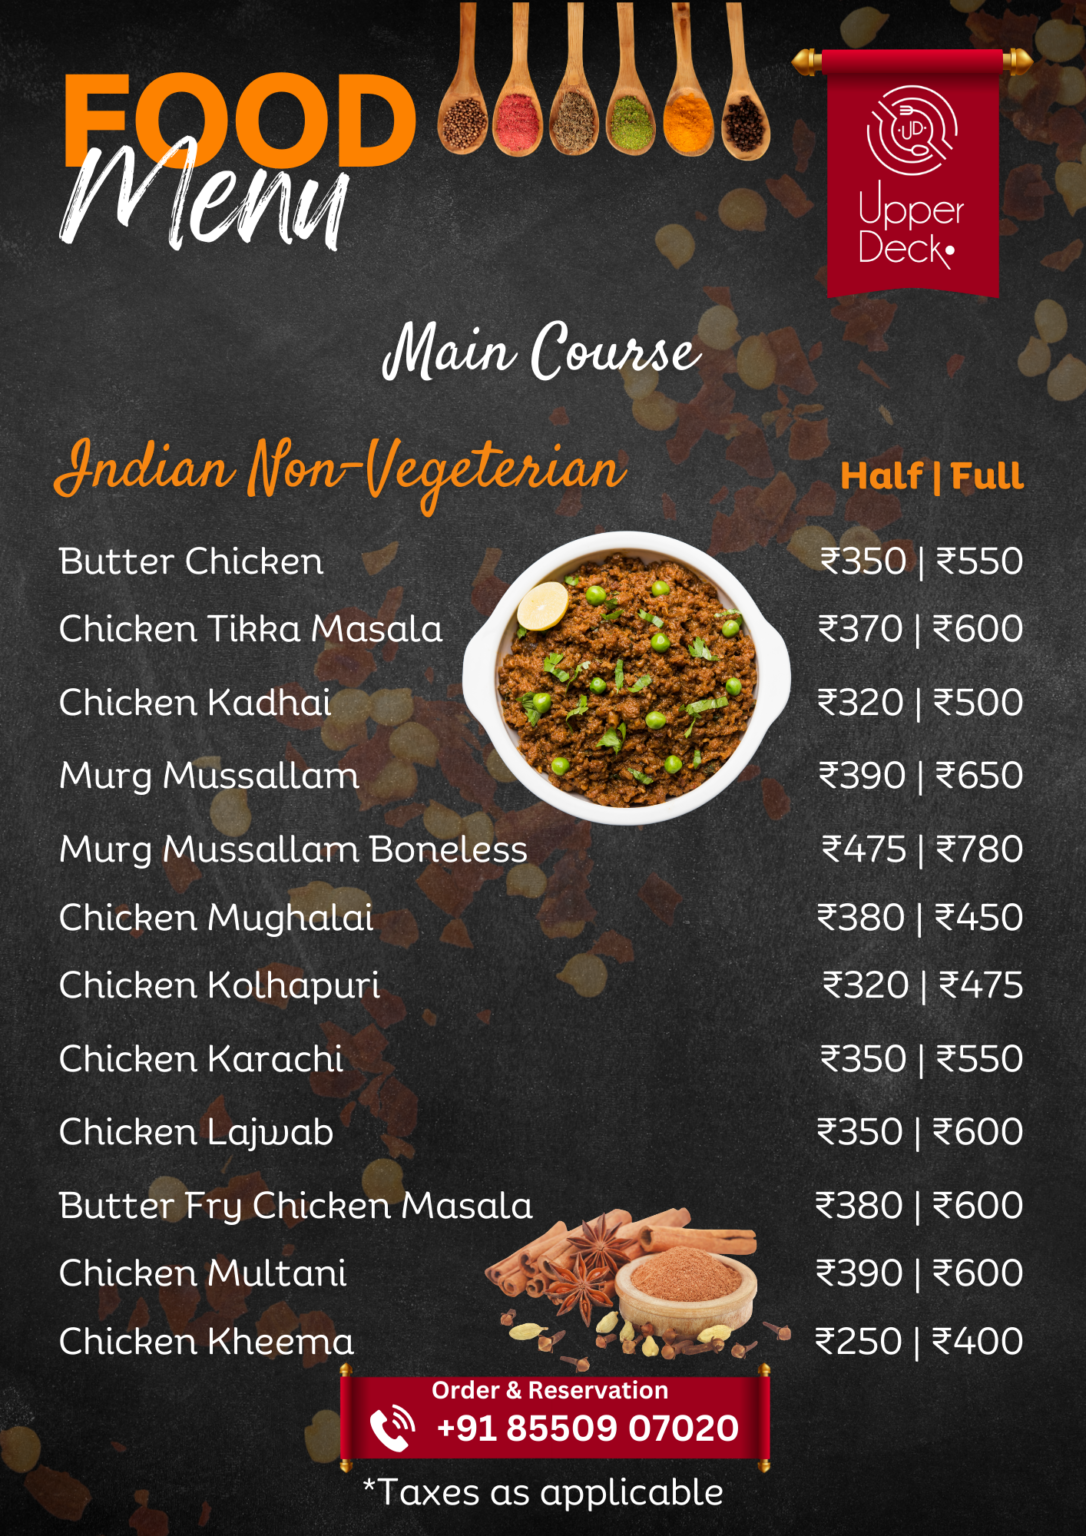 FOOD
Menu
UD
Upper
Deck
Main Course
Indian Non-Vegeterian Half | Full
Butter Chicken ₹350 | ₹550
Chicken Tikka Masala ₹370 | ₹600
Chicken Kadhai ₹320 | ₹500
Murg Mussallam ₹390 | ₹650
Murg Mussallam Boneless ₹475 | ₹780
Chicken Mughalai ₹380 | ₹450
Chicken Kolhapuri ₹320 | ₹475
Chicken Karachi ₹350 | ₹550
Chicken Lajwab ₹350 | ₹600
Butter Fry Chicken Masala ₹380 | ₹600
Chicken Multani ₹390 | ₹600
Chicken Kheema ₹250 | ₹400
Order & Reservation
+91 85509 07020
*Taxes as applicable